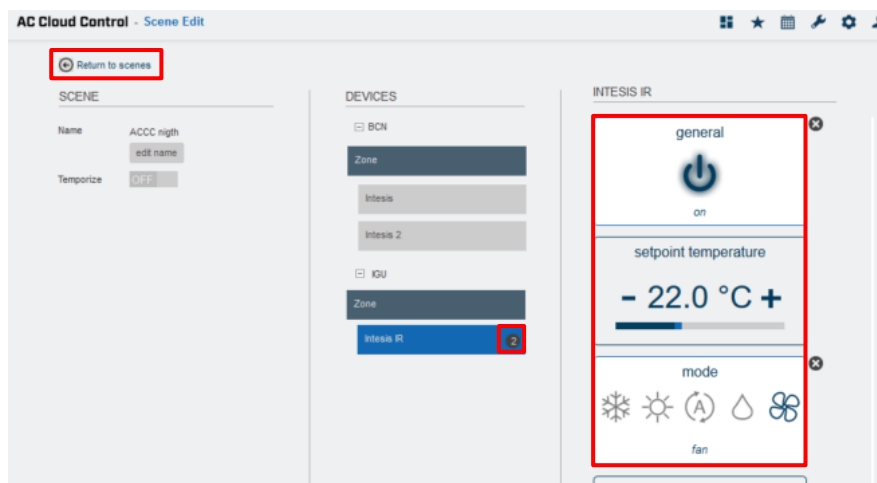 AC Cloud Control - Scene Edit
Return to scenes
SCENE
Name ACCC nigth
edit name
Temporize OFF
DEVICES
BCN
Zone
Intesis
Intesis 2
IGU
Zone
Intesis IR 2
INTESIS IR
general
on
setpoint temperature
- 22.0 °C +
mode
A
fan